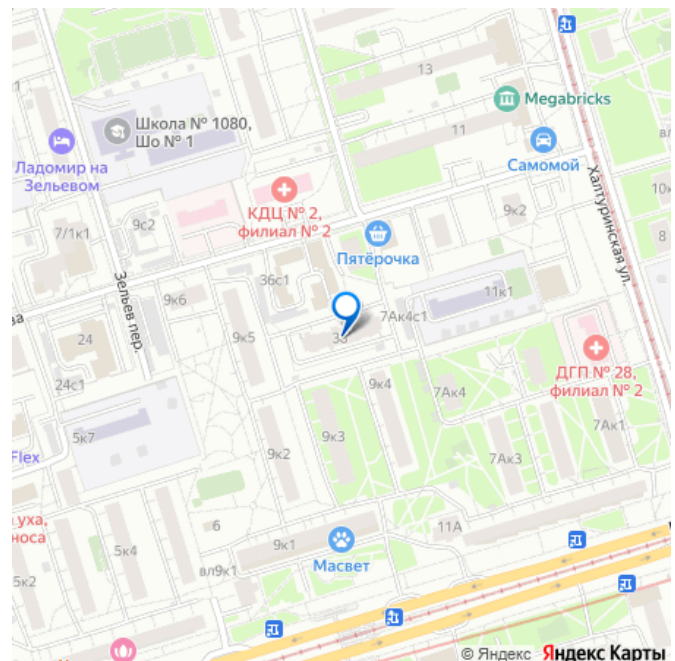 13
Megabricks
Школа № 1080,
Шо № 1
11
Ладомир на
Зельевом
Самомой
Халтуринская ул.
КДЦ № 2,
филиал № 2
9с2
9к2
7/1к1
8
Пятёрочка
36с1
Зельев пер.
9к6
11к1
7Ак4с1
24
9к5
33
ДГП № 28,
филиал № 2
24с1
9к4
7Ак4
7Ак1
5к7
9к3
Flex
9к2
7Ак3
уха,
носа
6
11А
9к1
5к4
вл9к1
Масвет
5к2
© Яндекс Яндекс Карты